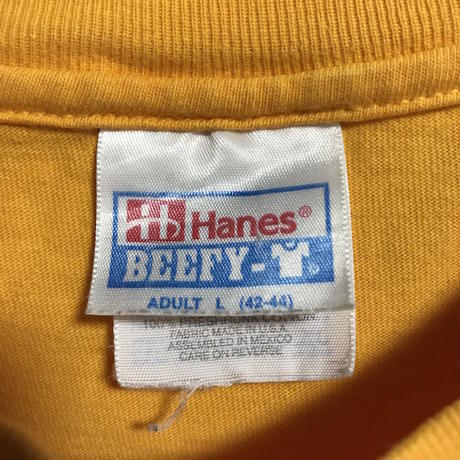 Hanes®
BEEFY-
ADULT L (42-44)
100% PRESHRUNK COTTON
FABRIC MADE IN U.S.A.
ASSEMBLED IN MEXICO
CARE ON REVERSE